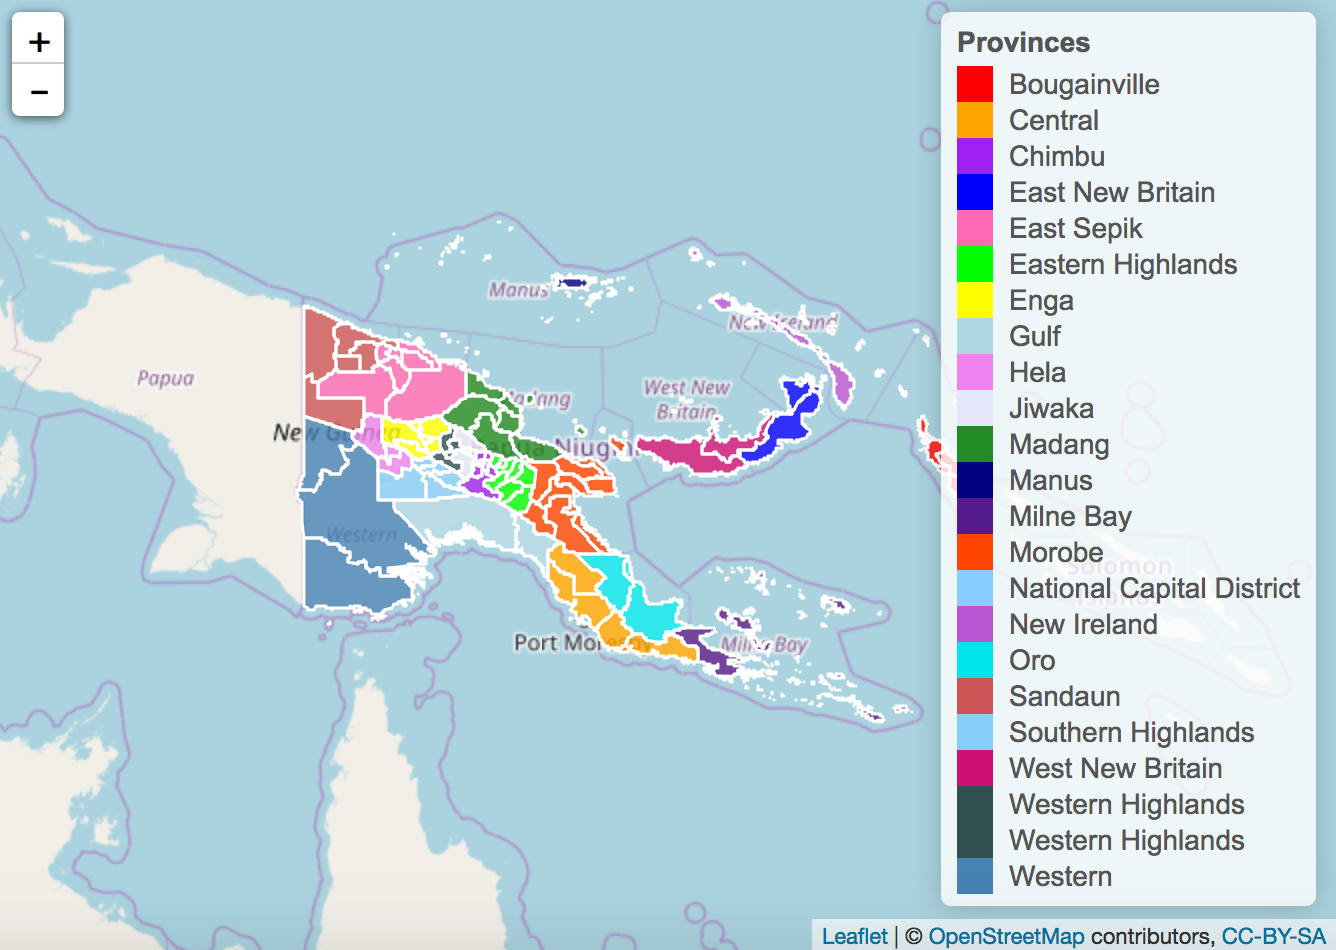 +
−
Provinces
Bougainville
Central
Chimbu
East New Britain
East Sepik
Eastern Highlands
Enga
Gulf
Hela
Jiwaka
Madang
Manus
Milne Bay
Morobe
National Capital District
New Ireland
Oro
Sandaun
Southern Highlands
West New Britain
Western Highlands
Western Highlands
Western
Manus
New Ireland
Papua
West New
Britain
Madang
New Guinea
Papua Niugini
Western
Solomon
Islands
Port Moresby
Milne Bay
Leaflet | © OpenStreetMap contributors, CC-BY-SA